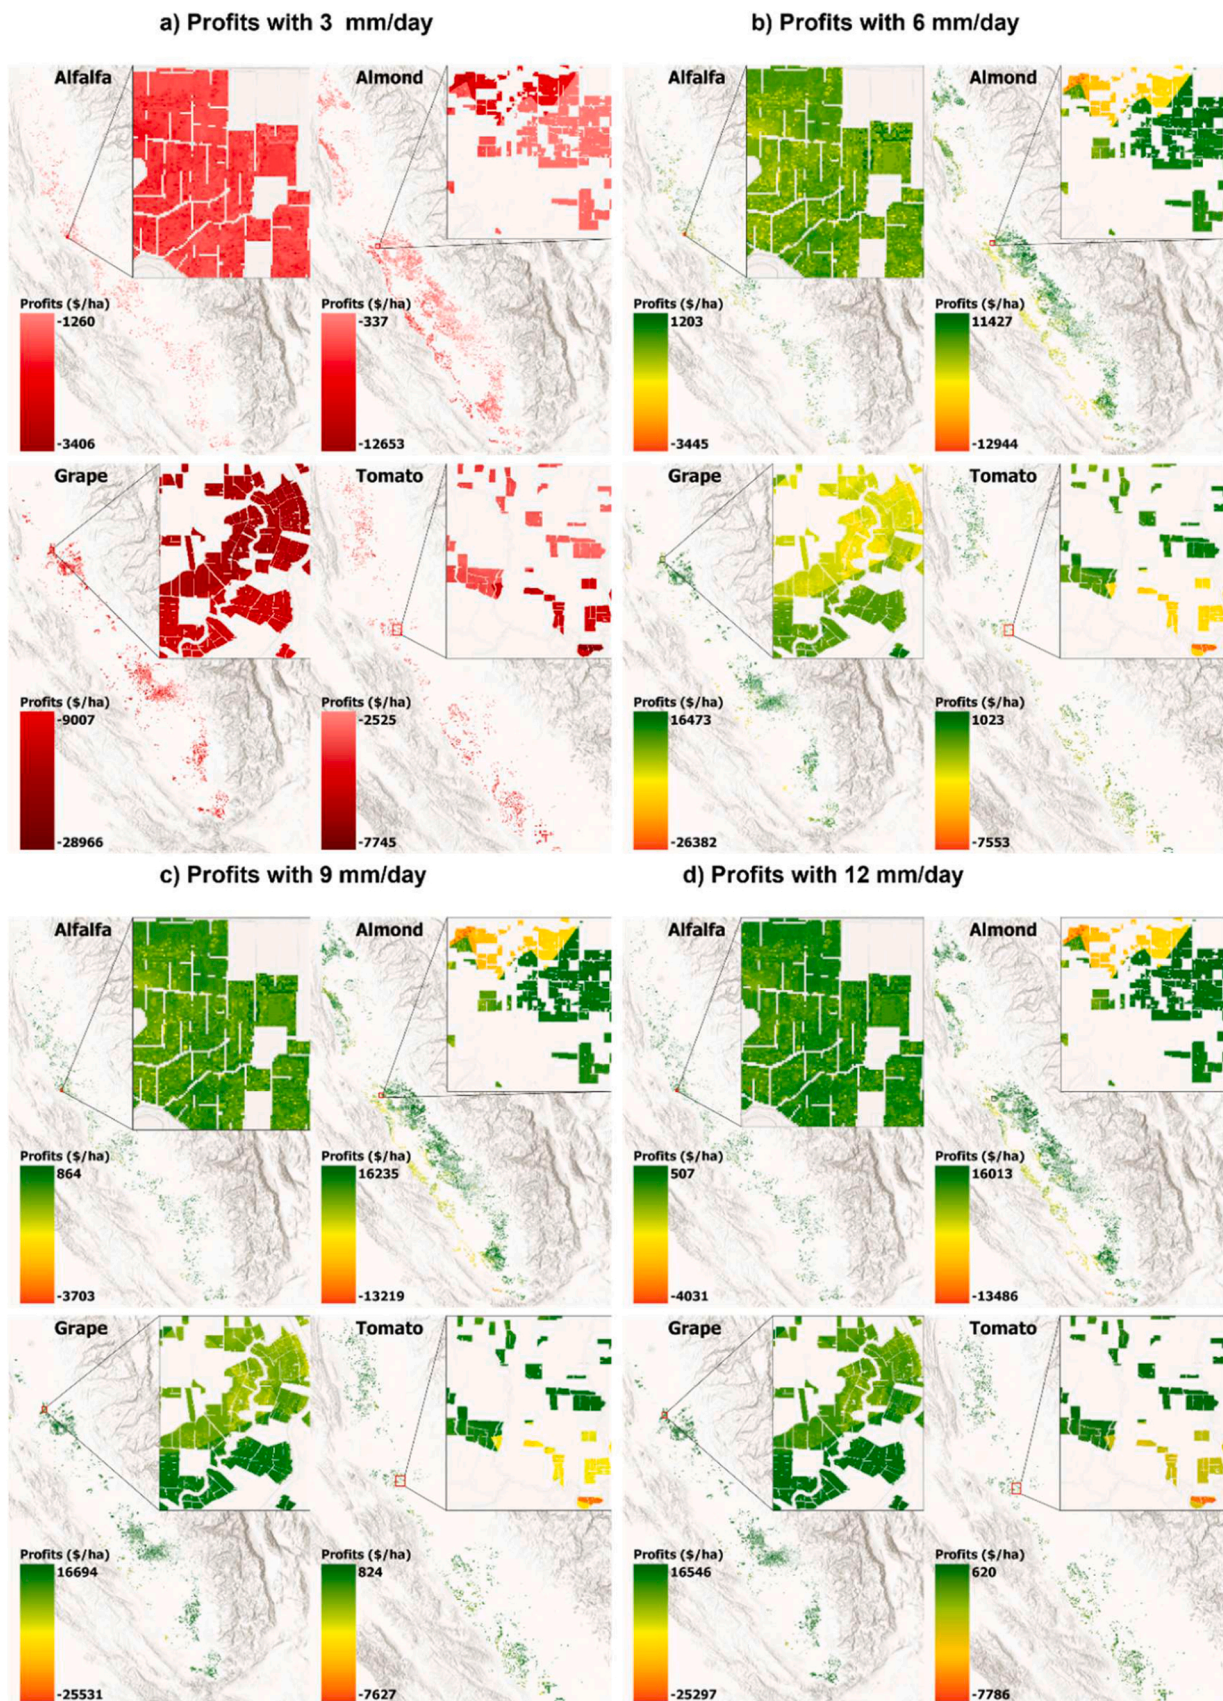 a) Profits with 3 mm/day
b) Profits with 6 mm/day
Alfalfa
Almond
Alfalfa
Almond
Profits ($/ha)
-1260
-3406
Profits ($/ha)
-337
-12653
Profits ($/ha)
1203
-3445
Profits ($/ha)
11427
-12944
Grape
Tomato
Grape
Tomato
Profits ($/ha)
-9007
-28966
Profits ($/ha)
-2525
-7745
Profits ($/ha)
16473
-26382
Profits ($/ha)
1023
-7553
c) Profits with 9 mm/day
d) Profits with 12 mm/day
Alfalfa
Almond
Alfalfa
Almond
Profits ($/ha)
864
-3703
Profits ($/ha)
16235
-13219
Profits ($/ha)
507
-4031
Profits ($/ha)
16013
-13486
Grape
Tomato
Grape
Tomato
Profits ($/ha)
16694
-25531
Profits ($/ha)
824
-7627
Profits ($/ha)
16546
-25297
Profits ($/ha)
620
-7786